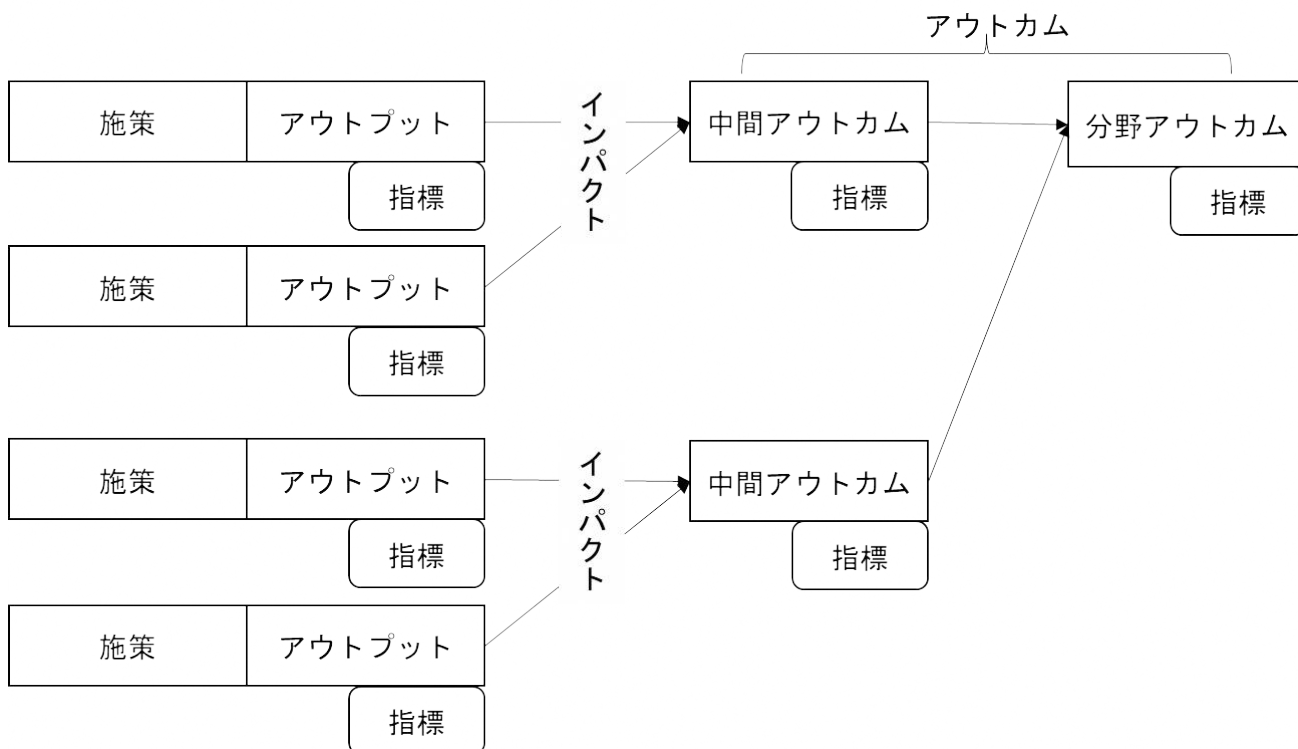 アウトカム
施策
アウトプット
インパクト
中間アウトカム
分野アウトカム
指標
指標
指標
施策
アウトプット
指標
施策
アウトプット
インパクト
中間アウトカム
指標
指標
施策
アウトプット
指標